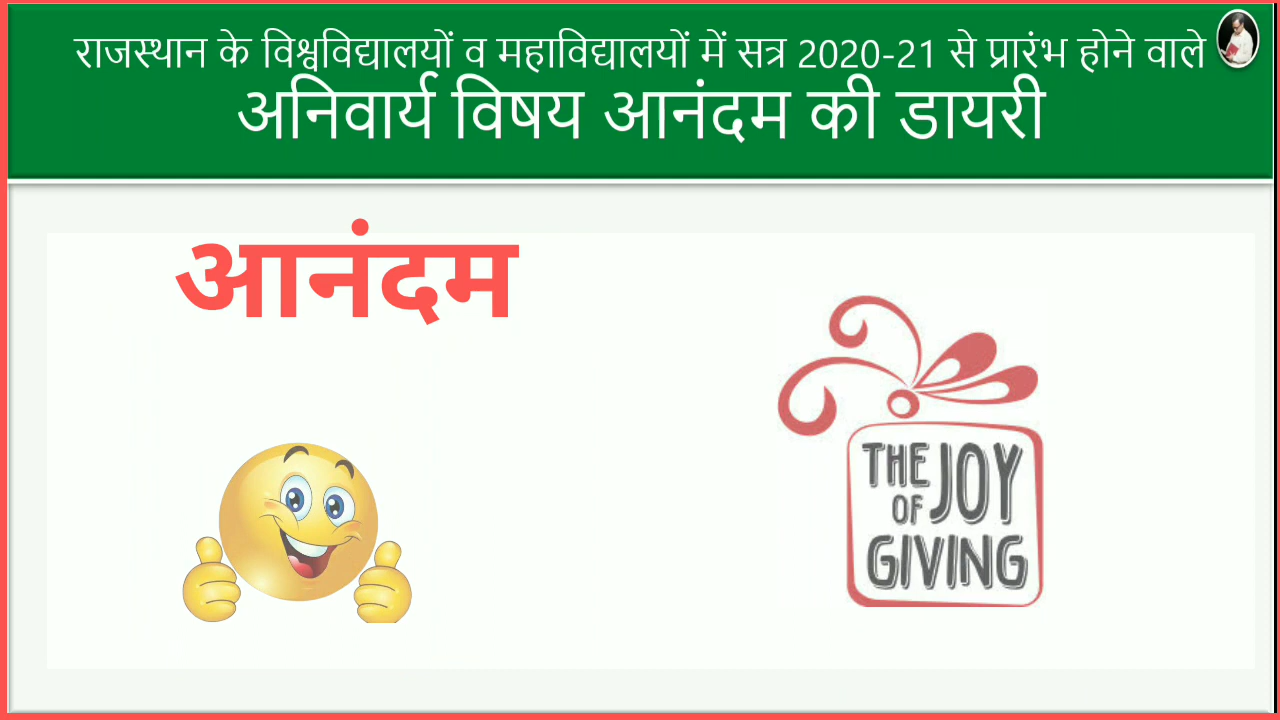 राजस्थान के विश्वविद्यालयों व महाविद्यालयों में सत्र 2020-21 से प्रारंभ होने वाले
अनिवार्य विषय आनंदम की डायरी
आनंदम
THE JOY
OF
GIVING